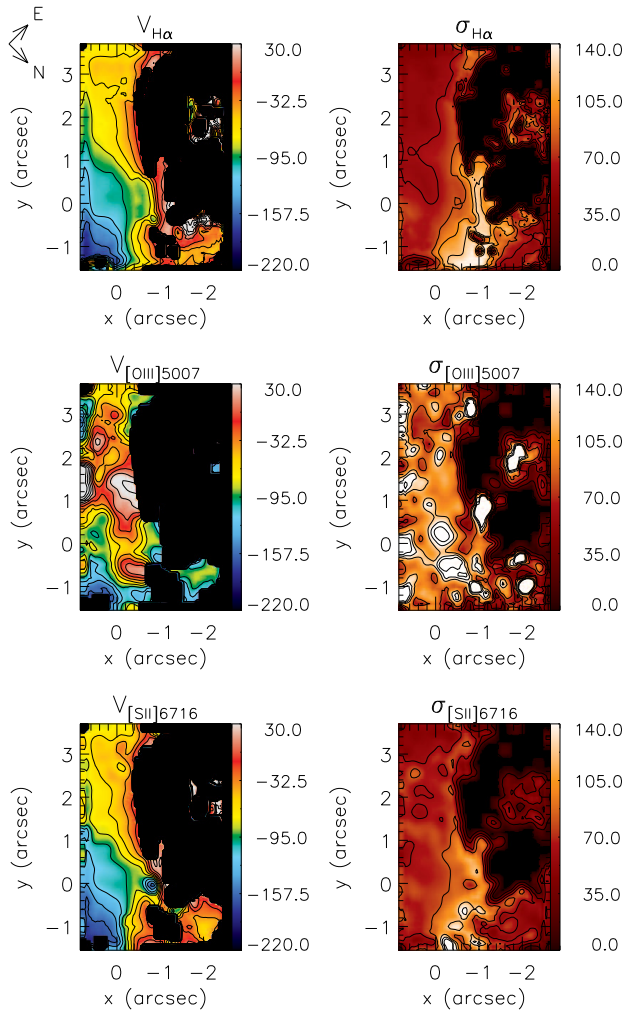 E
N
V Hα
σ Hα
y (arcsec)
3
2
1
0
−1
0 −1 −2
x (arcsec)
30.0
−32.5
−95.0
−157.5
−220.0
y (arcsec)
3
2
1
0
−1
0 −1 −2
x (arcsec)
140.0
105.0
70.0
35.0
0.0
V [OIII]5007
σ [OIII]5007
y (arcsec)
3
2
1
0
−1
0 −1 −2
x (arcsec)
30.0
−32.5
−95.0
−157.5
−220.0
y (arcsec)
3
2
1
0
−1
0 −1 −2
x (arcsec)
140.0
105.0
70.0
35.0
0.0
V [SII]6716
σ [SII]6716
y (arcsec)
3
2
1
0
−1
0 −1 −2
x (arcsec)
30.0
−32.5
−95.0
−157.5
−220.0
y (arcsec)
3
2
1
0
−1
0 −1 −2
x (arcsec)
140.0
105.0
70.0
35.0
0.0